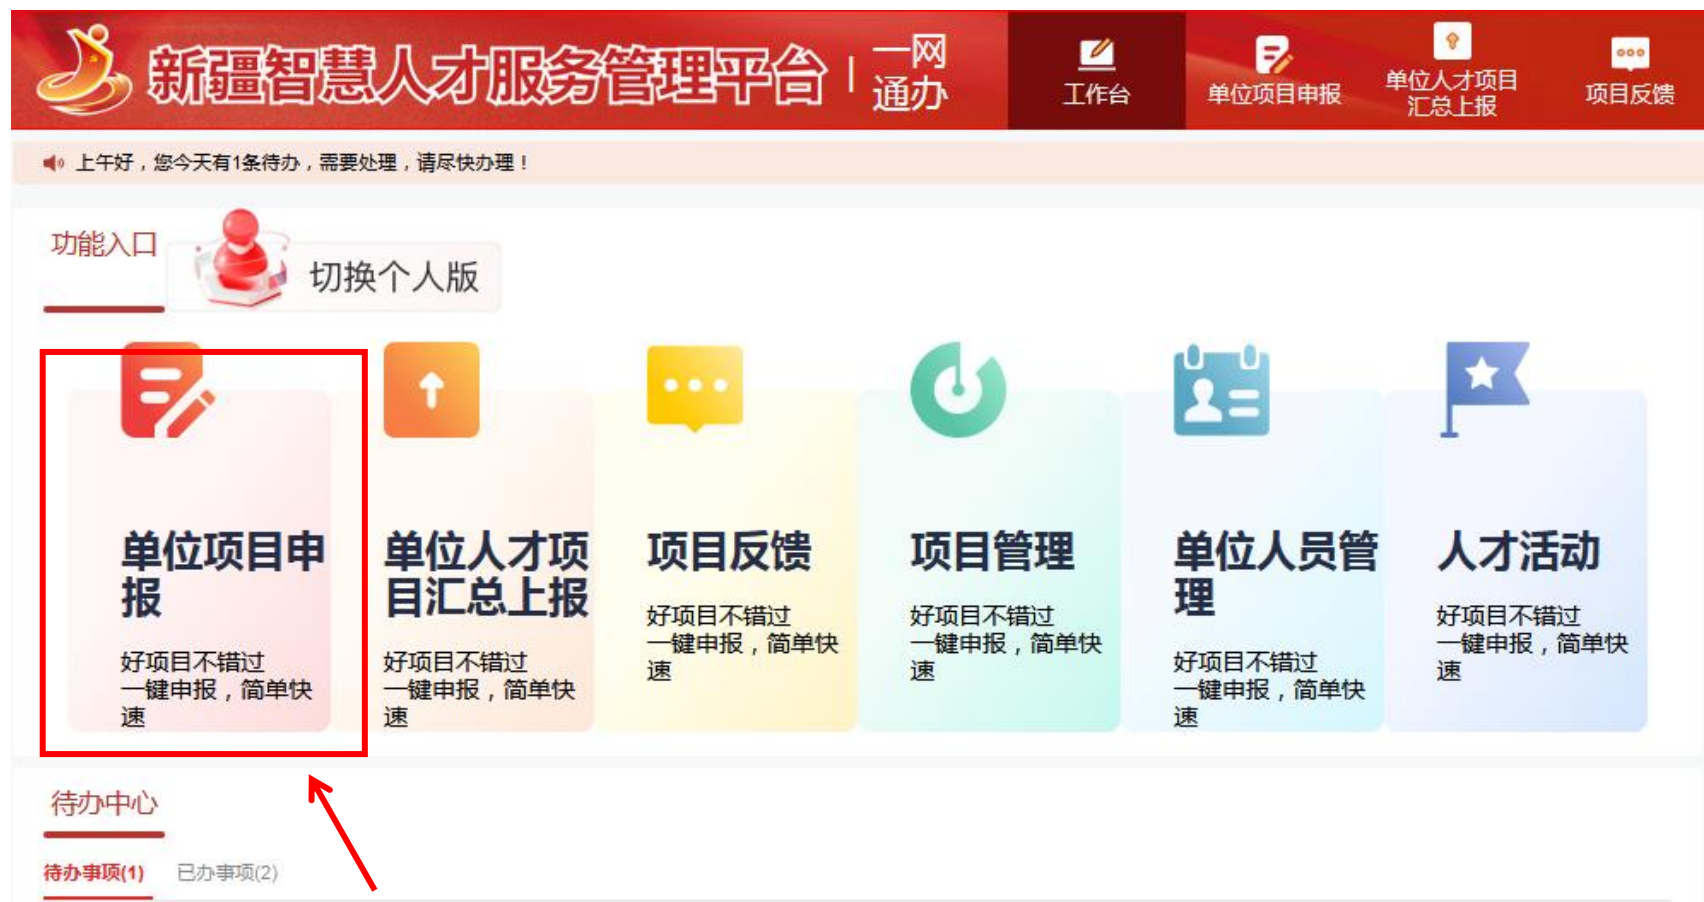 新疆智慧人才服务管理平台
一网
通办
工作台
单位项目申报
单位人才项目
汇总上报
项目反馈
上午好，您今天有1条待办，需要处理，请尽快办理！
功能入口
切换个人版
单位项目申
报
好项目不错过
一键申报，简单快
速
单位人才项
目汇总上报
好项目不错过
一键申报，简单快
速
项目反馈
好项目不错过
一键申报，简单快
速
项目管理
好项目不错过
一键申报，简单快
速
单位人员管
理
好项目不错过
一键申报，简单快
速
人才活动
好项目不错过
一键申报，简单快
速
待办中心
待办事项(1)
已办事项(2)